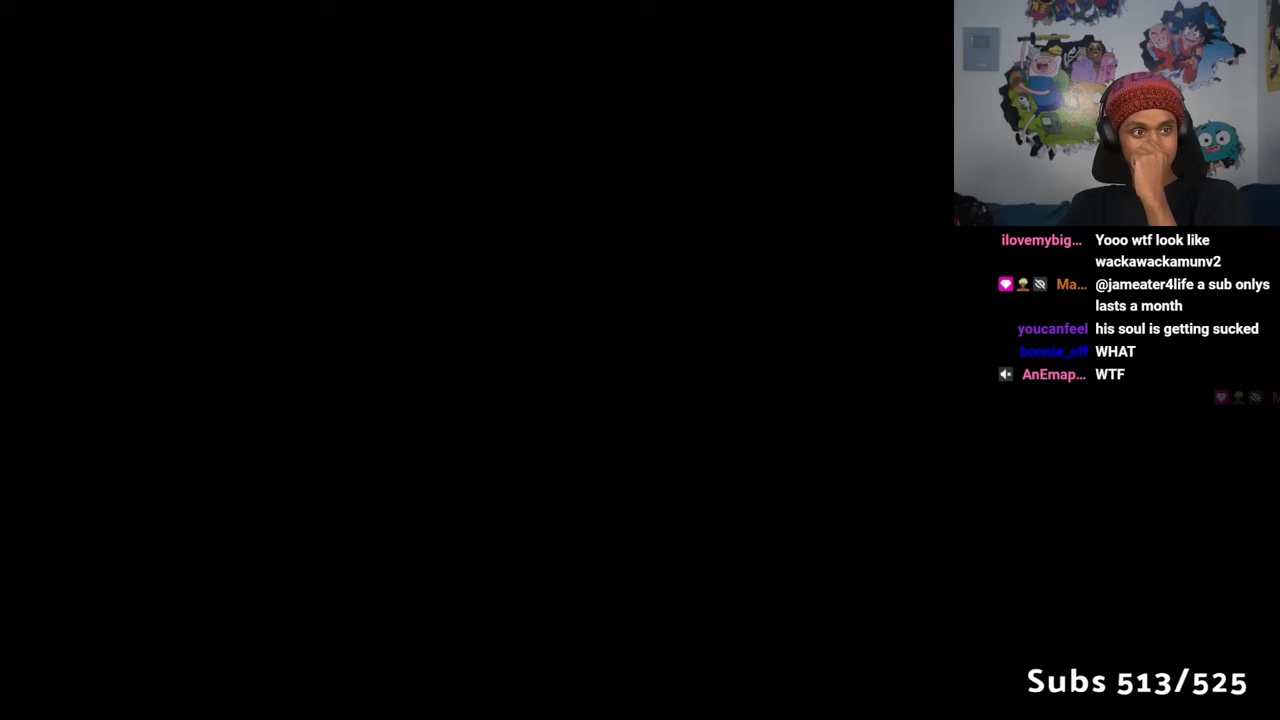 ilovemybig… Yooo wtf look like
wackawackamunv2
Ma… @jameater4life a sub onlys
lasts a month
youcanfeel his soul is getting sucked
bonnie_off WHAT
AnEmap… WTF
Subs 513/525